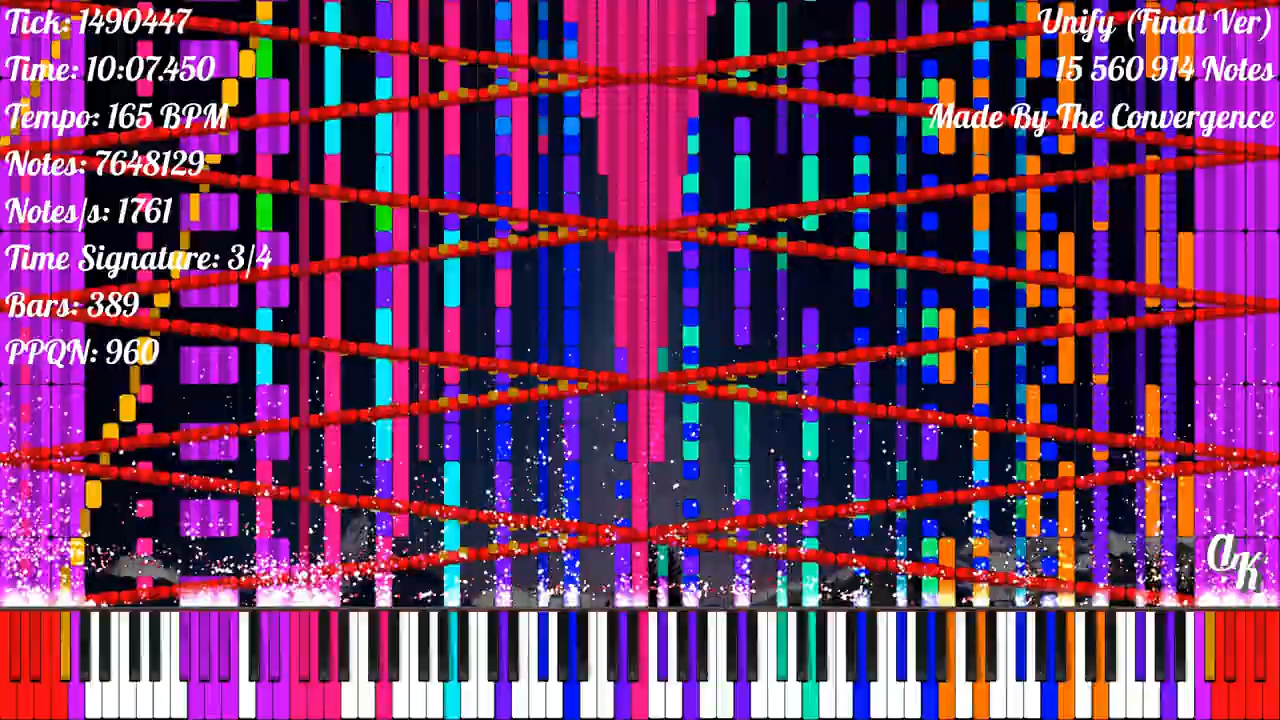 Tick: 1490447
Time: 10:07.450
Tempo: 165 BPM
Notes: 7648129
Notes/s: 1761
Time Signature: 3/4
Bars: 389
PPQN: 960
Unify (Final Ver)
15 560 914 Notes
Made By The Convergence
QK